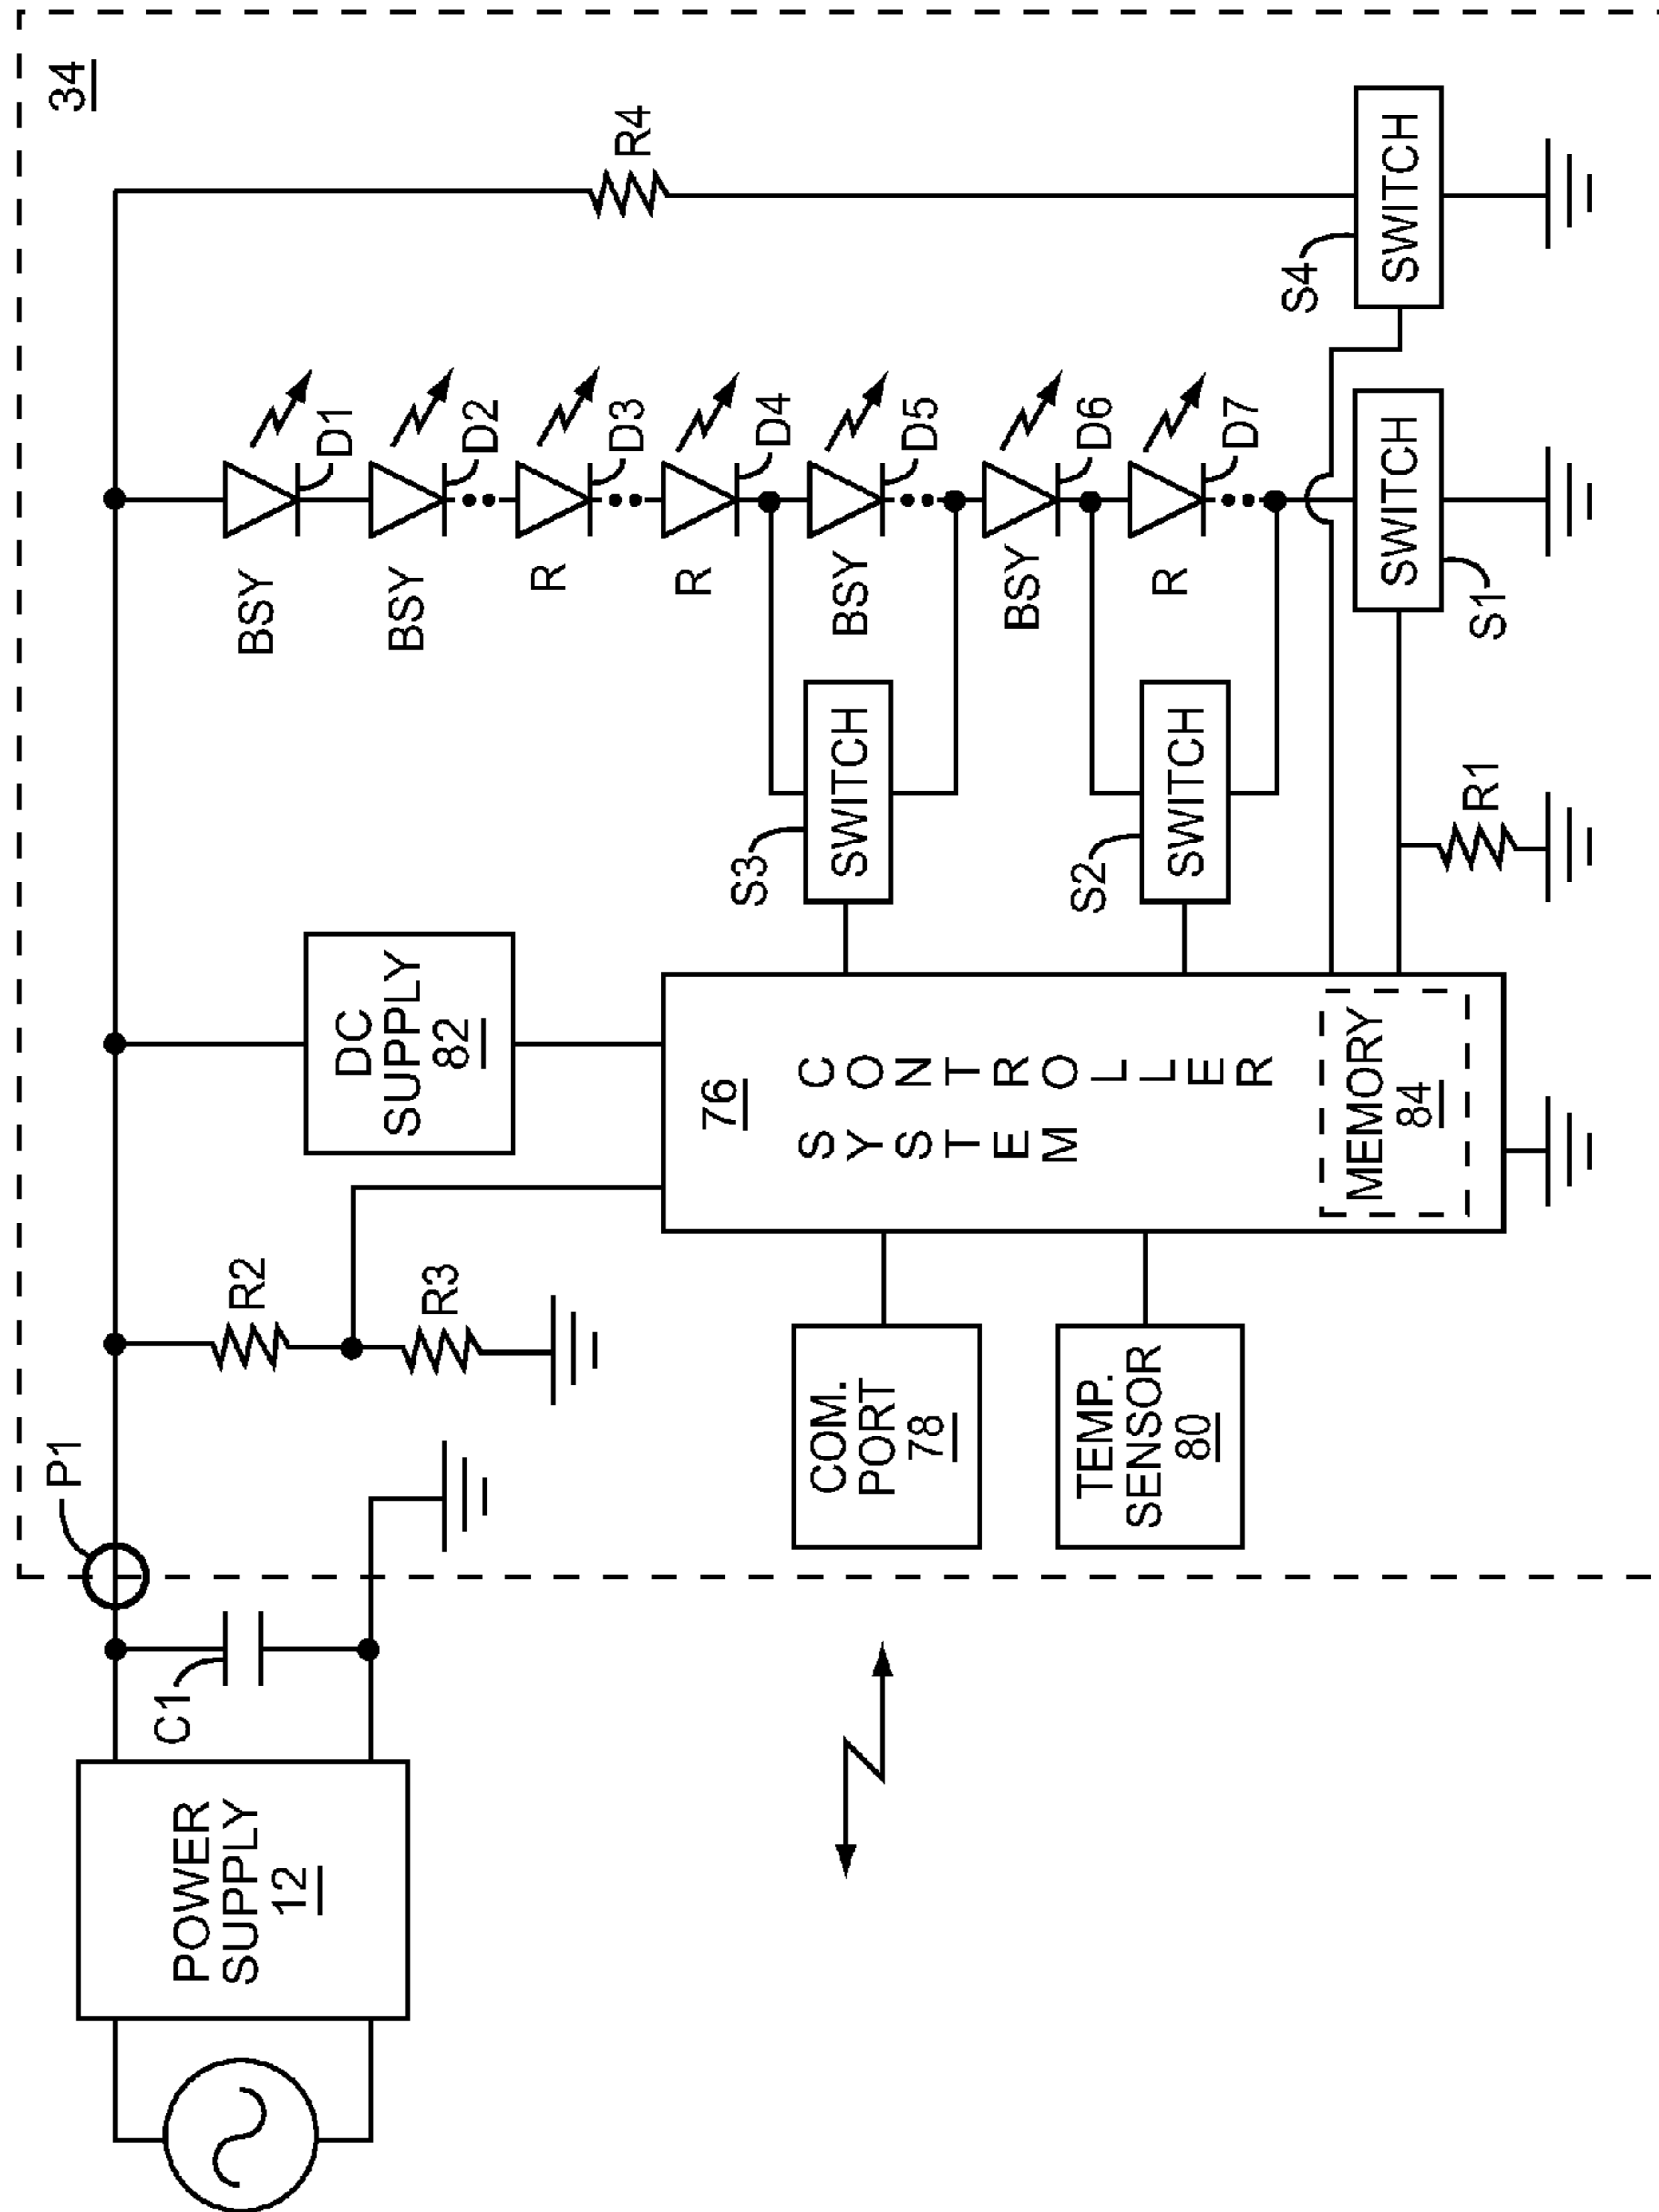 34
P1
POWER
SUPPLY
12
C1
R2
R3
DC
SUPPLY
82
R4
BSY
D1
BSY
D2
R
D3
R
D4
BSY
D5
BSY
D6
R
D7
S3
SWITCH
S2
SWITCH
76
SYSTEM
CONTROLLER
COM.
PORT
78
TEMP.
SENSOR
80
MEMORY
84
R1
S1
SWITCH
S4
SWITCH